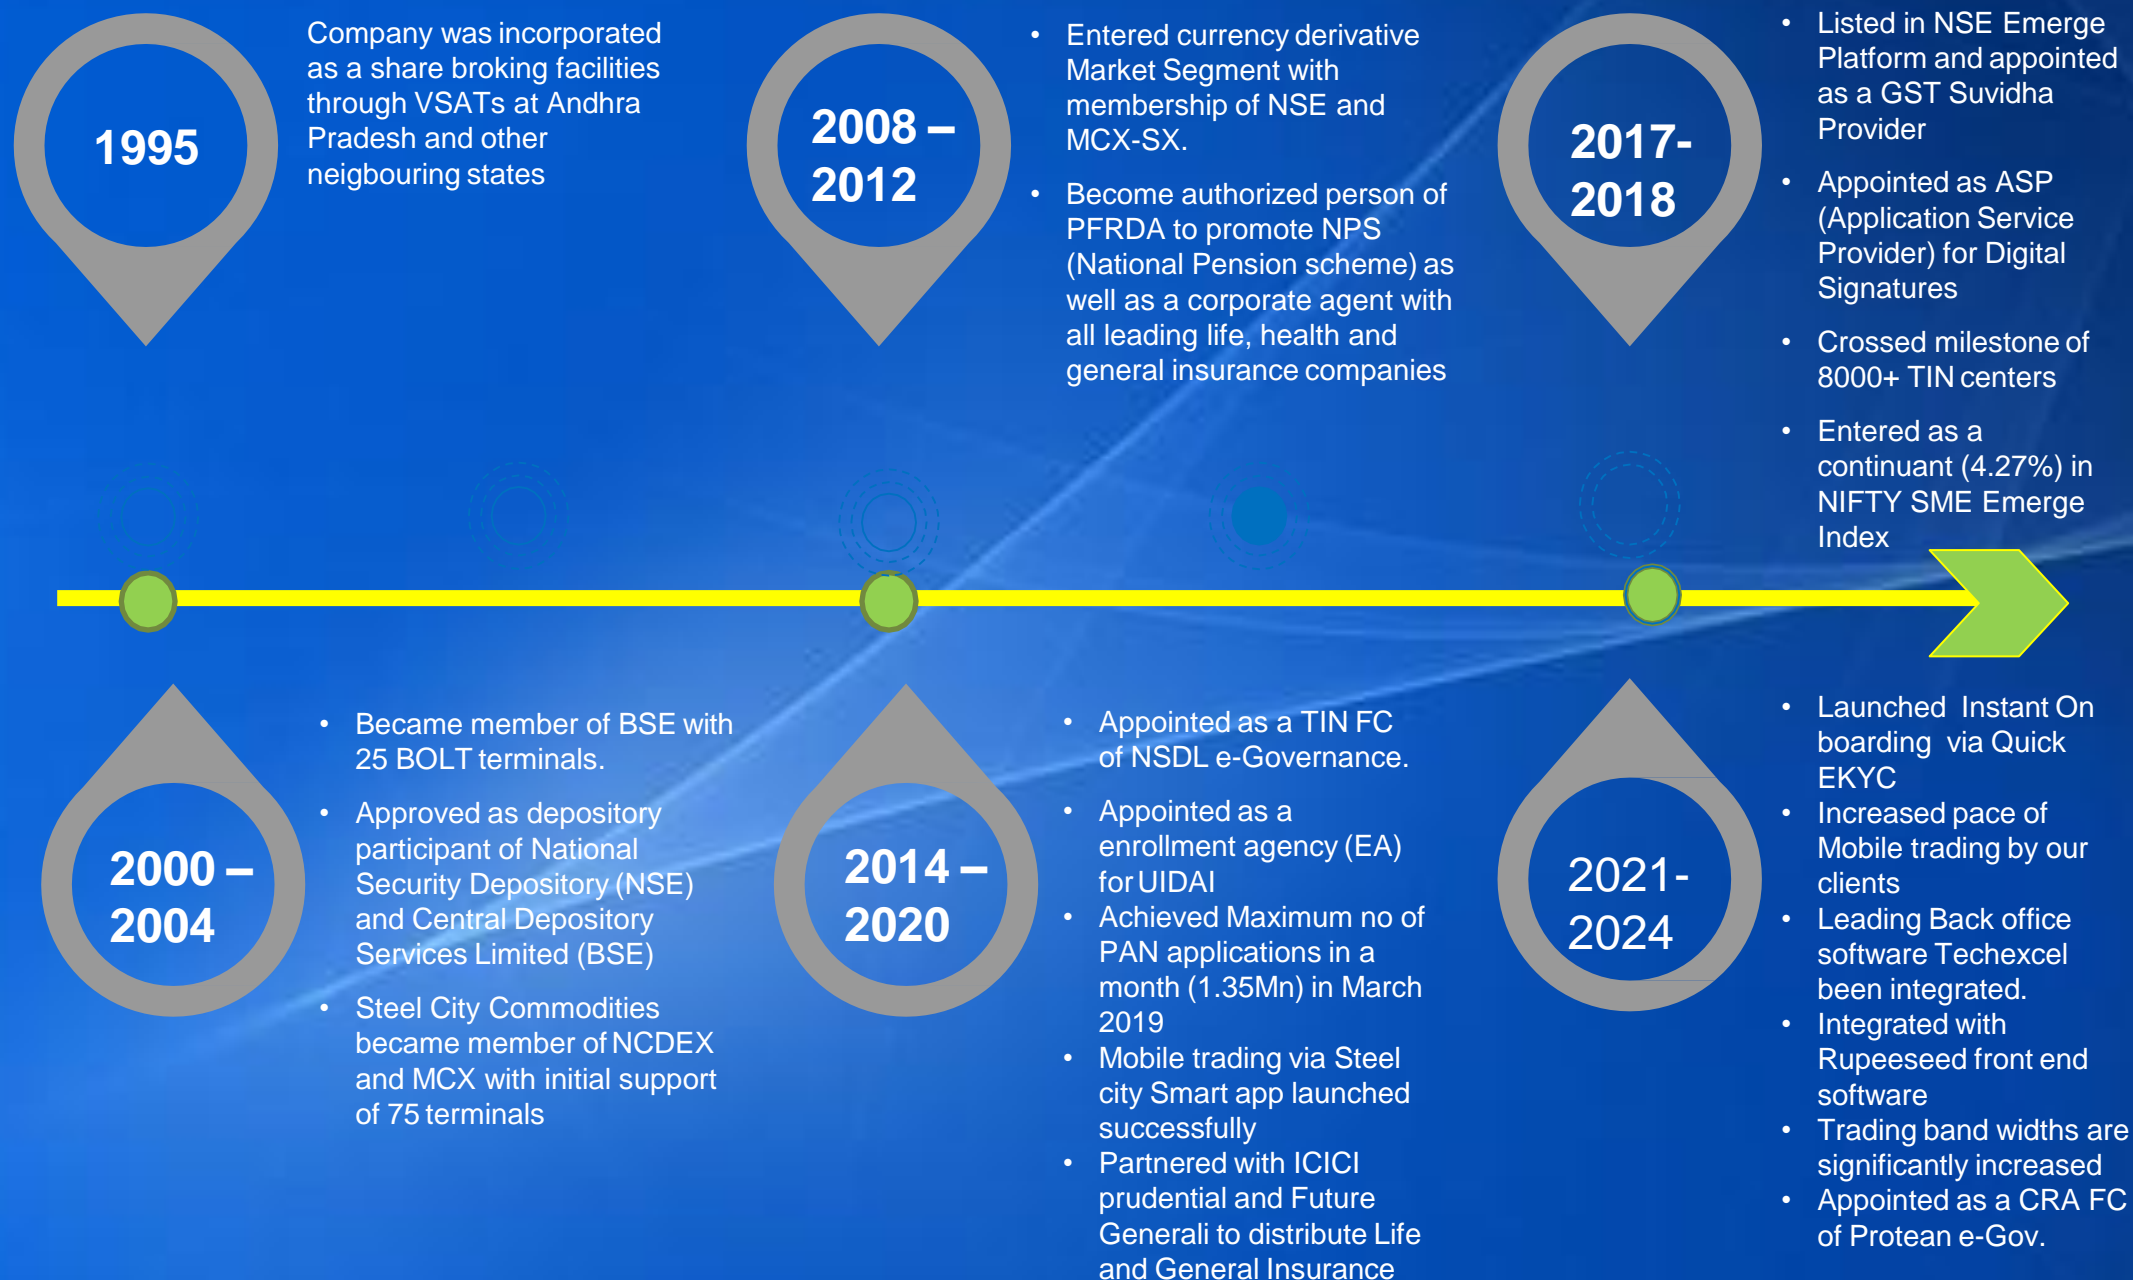 1995
Company was incorporated
as a share broking facilities
through VSATs at Andhra
Pradesh and other
neigbouring states
2008 –
2012
• Entered currency derivative
Market Segment with
membership of NSE and
MCX-SX.
• Become authorized person of
PFRDA to promote NPS
(National Pension scheme) as
well as a corporate agent with
all leading life, health and
general insurance companies
2017-
2018
• Listed in NSE Emerge
Platform and appointed
as a GST Suvidha
Provider
• Appointed as ASP
(Application Service
Provider) for Digital
Signatures
• Crossed milestone of
8000+ TIN centers
• Entered as a
continuant (4.27%) in
NIFTY SME Emerge
Index
2000 –
2004
• Became member of BSE with
25 BOLT terminals.
• Approved as depository
participant of National
Security Depository (NSE)
and Central Depository
Services Limited (BSE)
• Steel City Commodities
became member of NCDEX
and MCX with initial support
of 75 terminals
2014 –
2020
• Appointed as a TIN FC
of NSDL e-Governance.
• Appointed as a
enrollment agency (EA)
for UIDAI
• Achieved Maximum no of
PAN applications in a
month (1.35Mn) in March
2019
• Mobile trading via Steel
city Smart app launched
successfully
• Partnered with ICICI
prudential and Future
Generali to distribute Life
and General Insurance
2021-
2024
• Launched Instant On
boarding via Quick
EKYC
• Increased pace of
Mobile trading by our
clients
• Leading Back office
software Techexcel
been integrated.
• Integrated with
Rupeeseed front end
software
• Trading band widths are
significantly increased
• Appointed as a CRA FC
of Protean e-Gov.